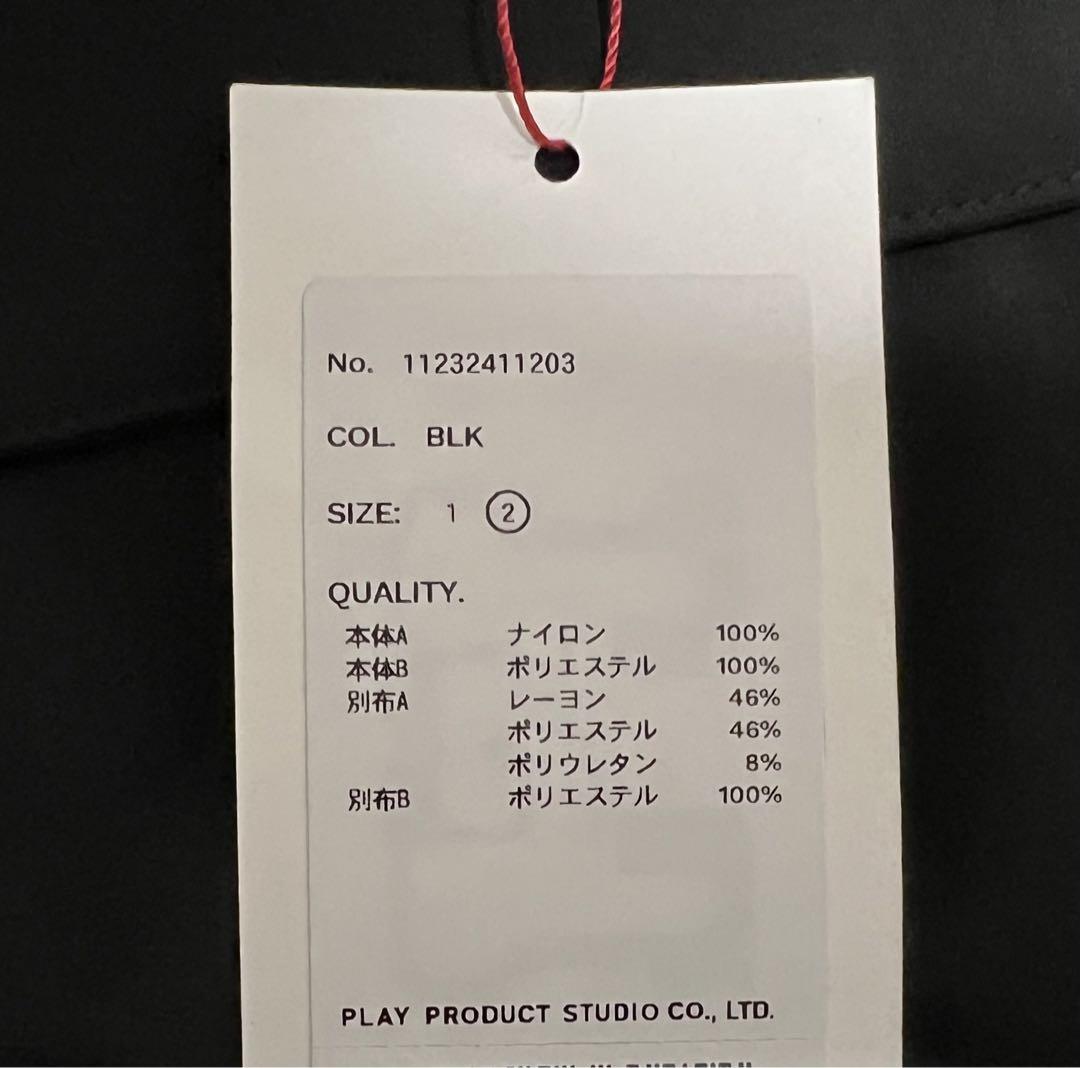 No. 11232411203
COL. BLK
SIZE: 1 2
QUALITY.
本体A ナイロン 100%
本体B ポリエステル 100%
別布A レーヨン 46%
ポリエステル 46%
ポリウレタン 8%
別布B ポリエステル 100%
PLAY PRODUCT STUDIO CO., LTD.